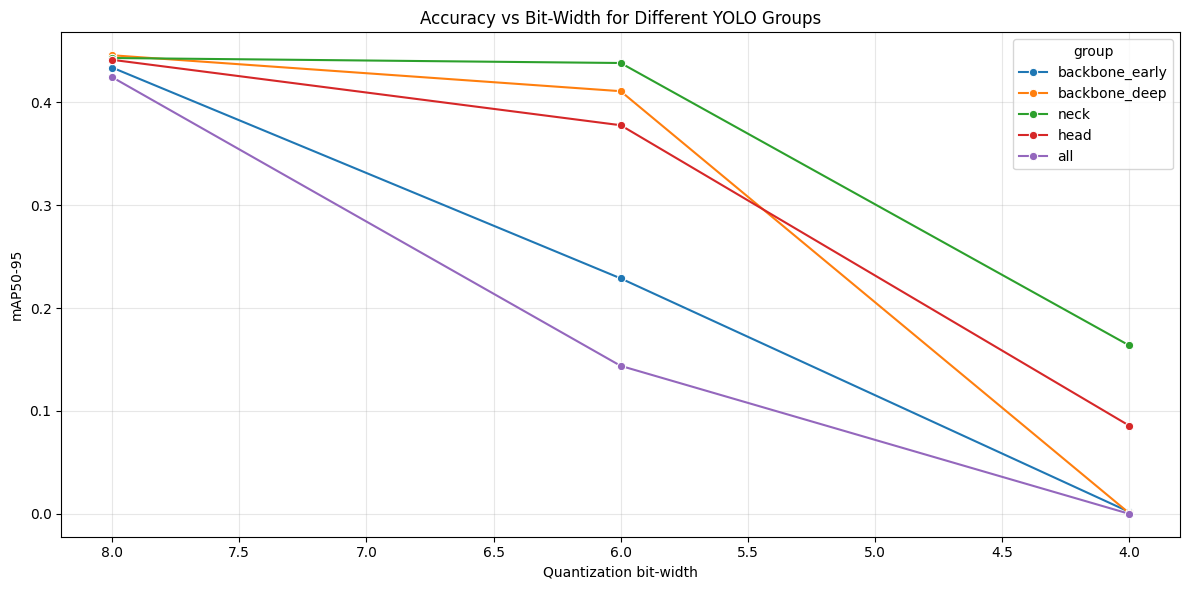 Accuracy vs Bit-Width for Different YOLO Groups
group
backbone_early
backbone_deep
neck
head
all
mAP50-95
0.4
0.3
0.2
0.1
0.0
8.0 7.5 7.0 6.5 6.0 5.5 5.0 4.5 4.0
Quantization bit-width